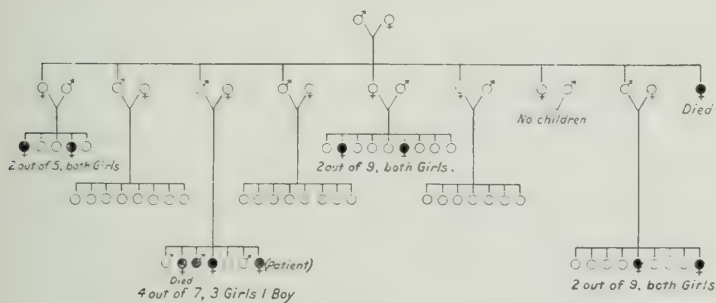 Died
No children
2 out of 5, both Girls
2 out of 9, both Girls.
(Patient)
Died
4 out of 7, 3 Girls 1 Boy
2 out of 9, both Girls